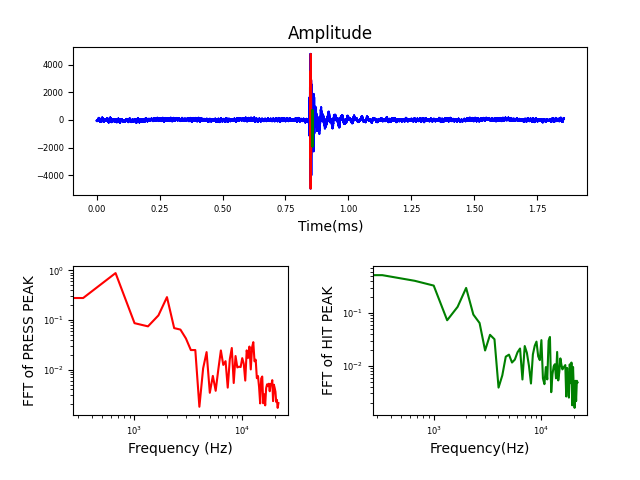 Amplitude
4000
2000
0
−2000
−4000
0.00 0.25 0.50 0.75 1.00 1.25 1.50 1.75
Time(ms)
FFT of PRESS PEAK
10⁰
10⁻¹
10⁻²
10³ 10⁴
Frequency (Hz)
FFT of HIT PEAK
10⁻¹
10⁻²
10³ 10⁴
Frequency(Hz)